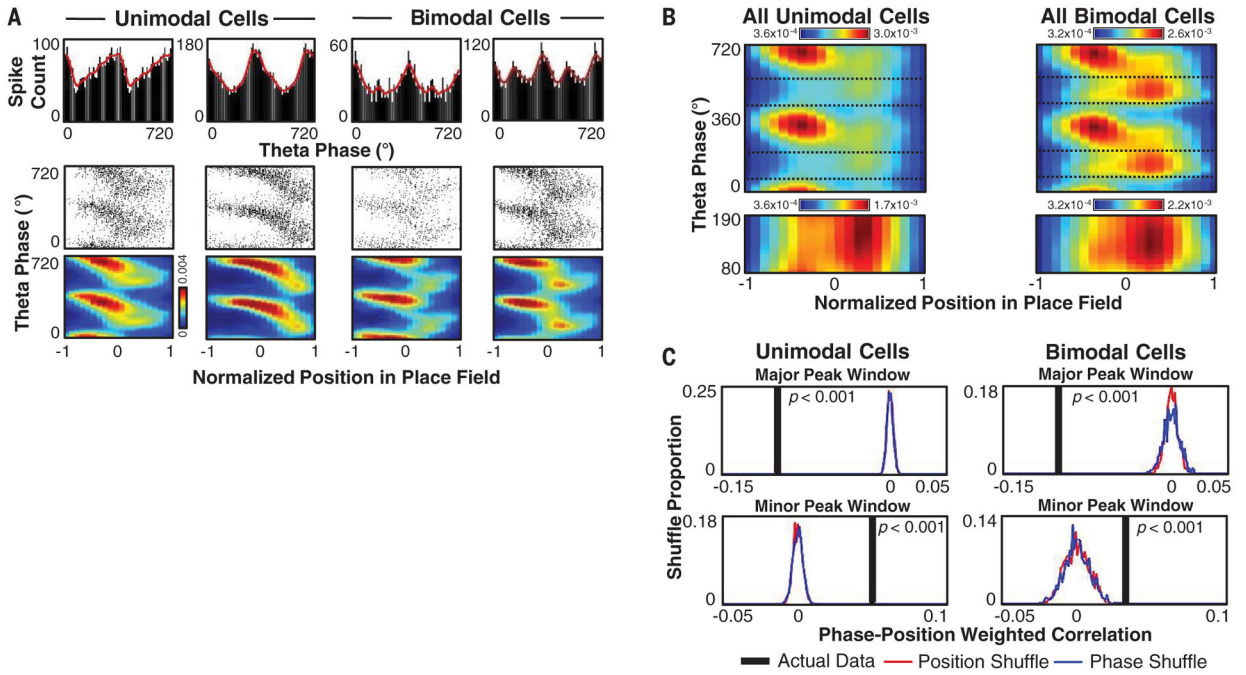 A
Unimodal Cells
Bimodal Cells
Spike Count
100
0
180
0
60
0
120
0
0 720
0 720
0 720
0 720
Theta Phase (°)
Theta Phase (°)
720
0
720
0
0 0.004
-1 0 1
-1 0 1
-1 0 1
-1 0 1
Normalized Position in Place Field
B
All Unimodal Cells
All Bimodal Cells
3.6x10⁻⁴ 3.0x10⁻³
3.2x10⁻⁴ 2.6x10⁻³
Theta Phase (°)
720
360
0
3.6x10⁻⁴ 1.7x10⁻³
3.2x10⁻⁴ 2.2x10⁻³
190
80
-1 0 1
-1 0 1
Normalized Position in Place Field
C
Unimodal Cells
Bimodal Cells
Major Peak Window
Major Peak Window
Shuffle Proportion
0.25
p < 0.001
0
-0.15 0 0.05
0.18
p < 0.001
0
-0.15 0 0.05
Minor Peak Window
Minor Peak Window
0.18
p < 0.001
0
-0.05 0 0.1
0.14
p < 0.001
0
-0.05 0 0.1
Phase-Position Weighted Correlation
Actual Data Position Shuffle Phase Shuffle